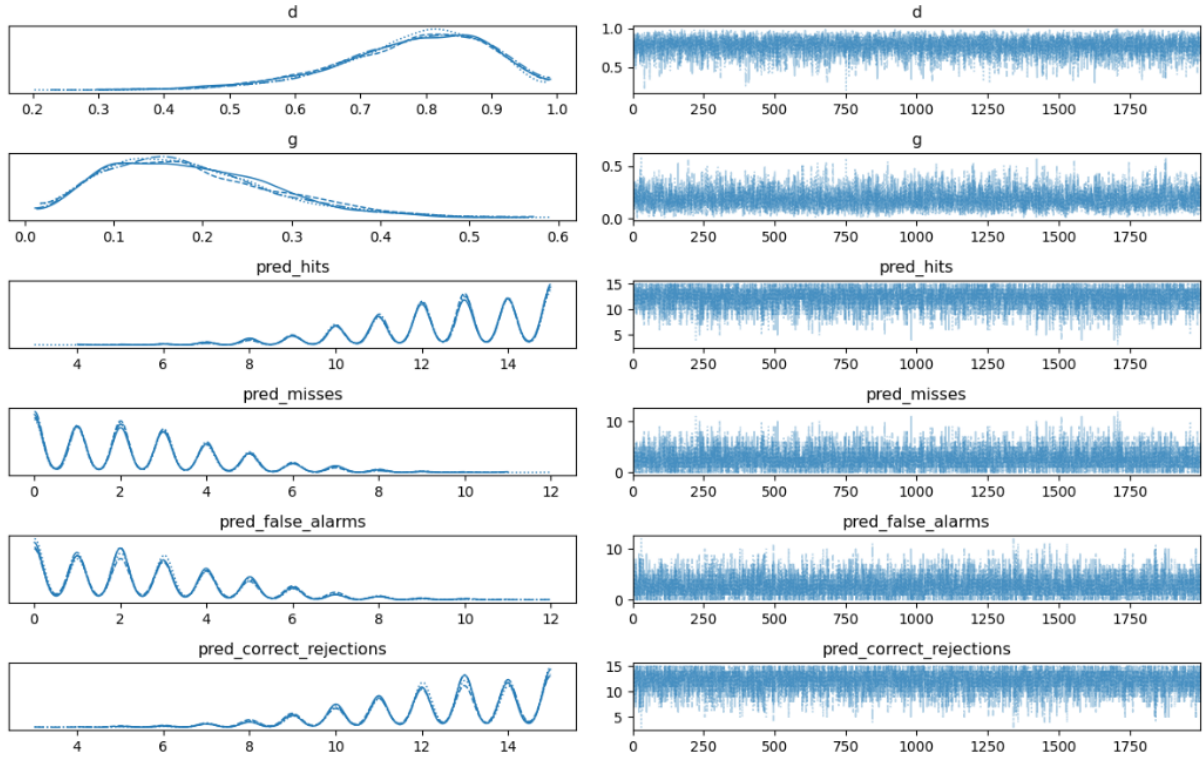 d d
1.0
0.5
0.2 0.3 0.4 0.5 0.6 0.7 0.8 0.9 1.0 0 250 500 750 1000 1250 1500 1750
g g
0.5
0.0
0.0 0.1 0.2 0.3 0.4 0.5 0.6 0 250 500 750 1000 1250 1500 1750
pred_hits pred_hits
15
10
5
4 6 8 10 12 14 0 250 500 750 1000 1250 1500 1750
pred_misses pred_misses
10
0
0 2 4 6 8 10 12 0 250 500 750 1000 1250 1500 1750
pred_false_alarms pred_false_alarms
10
0
0 2 4 6 8 10 12 0 250 500 750 1000 1250 1500 1750
pred_correct_rejections pred_correct_rejections
15
10
5
4 6 8 10 12 14 0 250 500 750 1000 1250 1500 1750